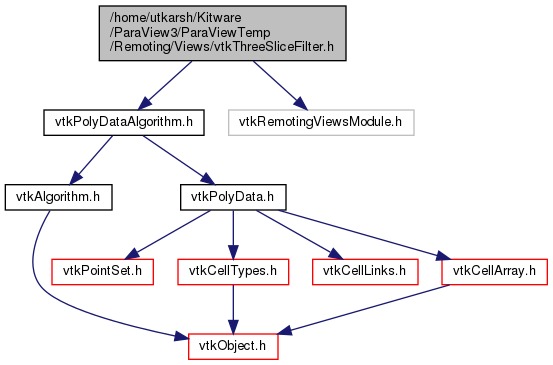 /home/utkarsh/Kitware
/ParaView3/ParaViewTemp
/Remoting/Views/vtkThreeSliceFilter.h
vtkPolyDataAlgorithm.h
vtkRemotingViewsModule.h
vtkAlgorithm.h
vtkPolyData.h
vtkPointSet.h
vtkCellTypes.h
vtkCellLinks.h
vtkCellArray.h
vtkObject.h